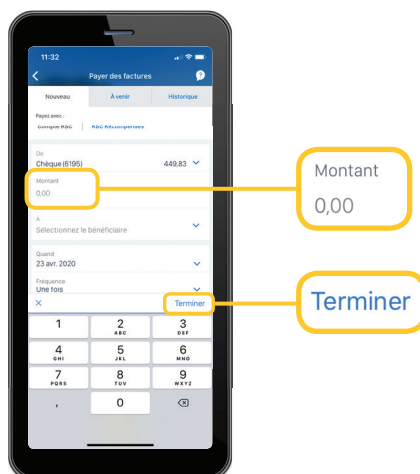 11:32
Payer des factures
?
Nouveau À venir Historique
Payez avec :
Compte RBC RBC Récompenses
De
Chèque (6195) 449,83
Montant
0,00
À
Sélectionnez le bénéficiaire
Quand
23 avr. 2020
Fréquence
Une fois
× Terminer
1 2 3
ABC DEF
4 5 6
GHI JKL MNO
7 8 9
PQRS TUV WXYZ
, 0
Montant
0,00
Terminer